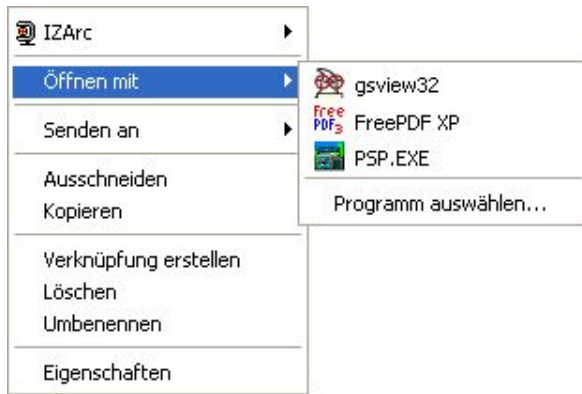 IZArc
Öffnen mit
Senden an
Ausschneiden
Kopieren
Verknüpfung erstellen
Löschen
Umbenennen
Eigenschaften
gsview32
Free
PDF3
FreePDF XP
PSP.EXE
Programm auswählen...